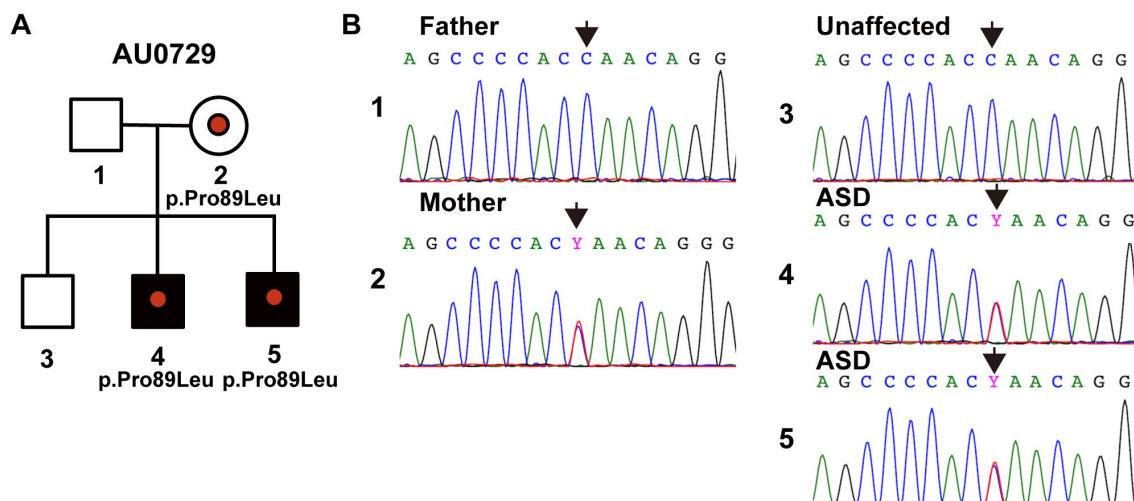 A
AU0729
1
2
p.Pro89Leu
3
4
5
p.Pro89Leu
p.Pro89Leu
B
Father
A G C C C C A C C A A C A G G
1
Mother
A G C C C C A C Y A A C A G G G
2
Unaffected
A G C C C C A C C A A C A G G
3
ASD
A G C C C C A C Y A A C A G G
4
ASD
A G C C C C A C Y A A C A G G
5